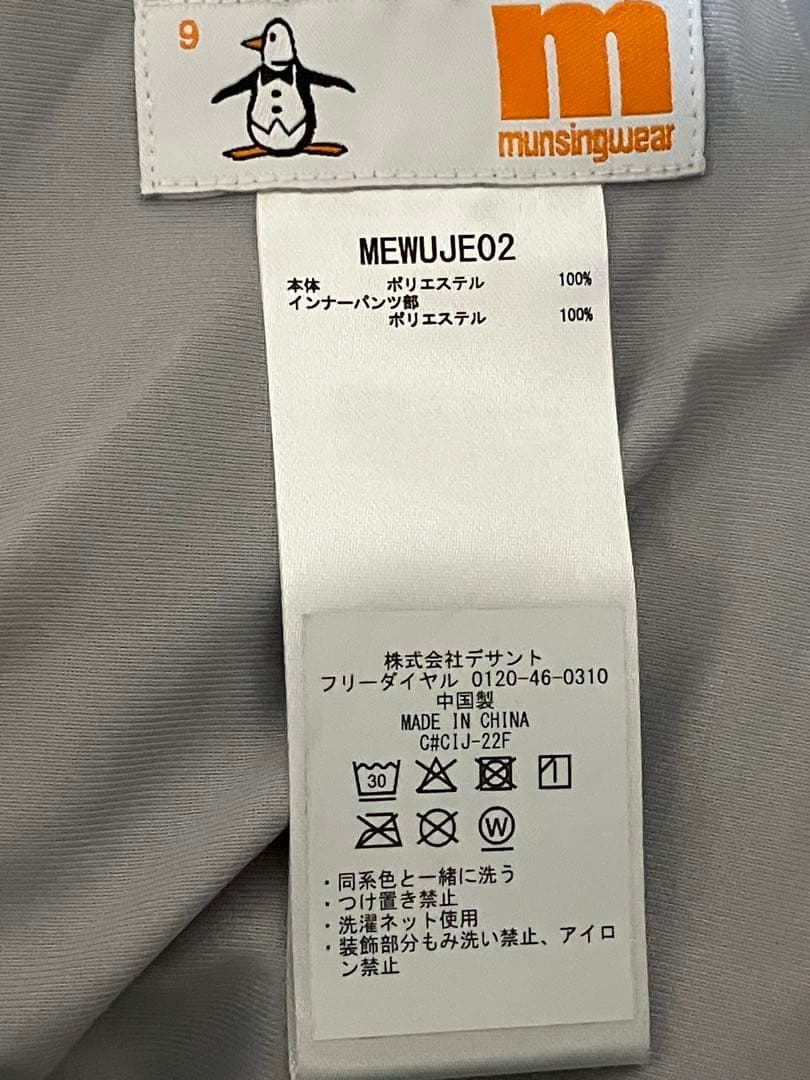 9
m
munsingwear
MEWUJE02
本体 ポリエステル 100%
インナーパンツ部
ポリエステル 100%
株式会社デサント
フリーダイヤル 0120-46-0310
中国製
MADE IN CHINA
C#CIJ-22F
30
W
・同系色と一緒に洗う
・つけ置き禁止
・洗濯ネット使用
・装飾部分もみ洗い禁止、アイロ
ン禁止